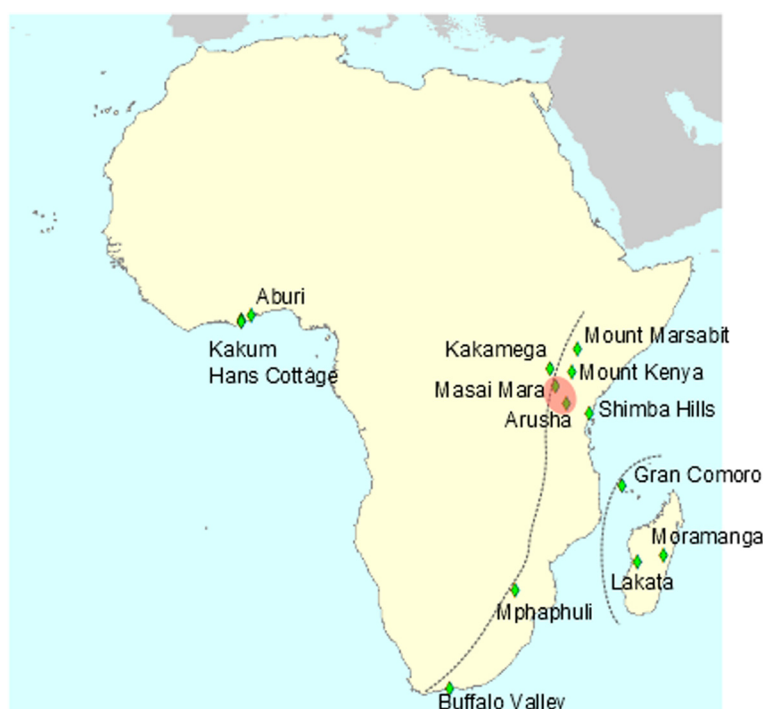 Aburi
Kakum
Hans Cottage
Mount Marsabit
Kakamega
Mount Kenya
Masai Mara
Shimba Hills
Arusha
Gran Comoro
Moramanga
Lakata
Mphaphuli
Buffalo Valley